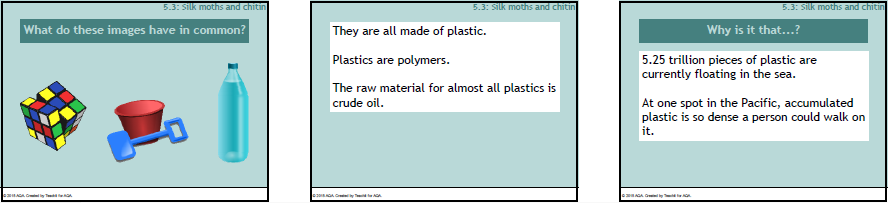 5.3: Silk moths and chitin
What do these images have in common?
© 2015 AQA. Created by Teachit for AQA.
5.3: Silk moths and chitin
They are all made of plastic.
Plastics are polymers.
The raw material for almost all plastics is
crude oil.
© 2015 AQA. Created by Teachit for AQA.
5.3: Silk moths and chitin
Why is it that...?
5.25 trillion pieces of plastic are
currently floating in the sea.
At one spot in the Pacific, accumulated
plastic is so dense a person could walk on
it.
© 2015 AQA. Created by Teachit for AQA.